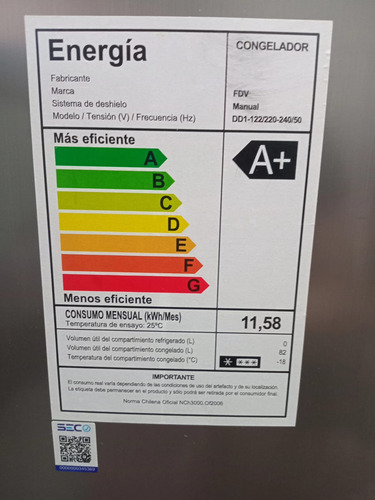 Energía
CONGELADOR
Fabricante
Marca FDV
Sistema de deshielo Manual
Modelo / Tensión (V) / Frecuencia (Hz) DD1-122/220-240/50
Más eficiente
A+
A
B
C
D
E
F
G
Menos eficiente
CONSUMO MENSUAL (kWh/Mes) 11,58
Temperatura de ensayo: 25ºC
Volumen útil del compartimiento refrigerado (L) 0
Volumen útil del compartimiento congelado (L) 82
Temperatura del compartimiento congelado (°C) -18
IMPORTANTE
El consumo real varía dependiendo de las condiciones de uso del artefacto y de su localización.
La etiqueta debe permanecer en el producto y sólo podrá ser retirada por el consumidor final.
Norma Chilena Oficial NCh3000.Of2006
SEC